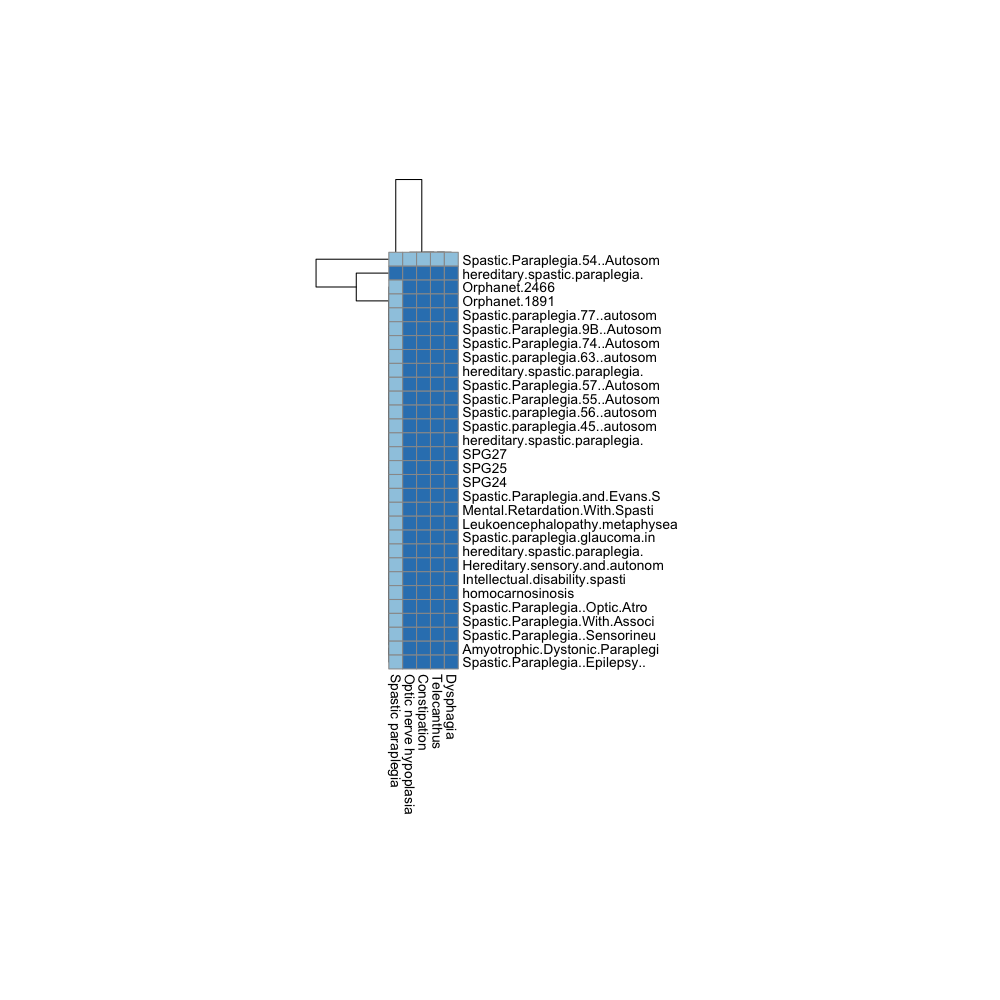 Spastic.Paraplegia.54..Autosom
hereditary.spastic.paraplegia.
Orphanet.2466
Orphanet.1891
Spastic.paraplegia.77..autosom
Spastic.Paraplegia.9B..Autosom
Spastic.Paraplegia.74..Autosom
Spastic.paraplegia.63..autosom
hereditary.spastic.paraplegia.
Spastic.Paraplegia.57..Autosom
Spastic.Paraplegia.55..Autosom
Spastic.paraplegia.56..autosom
Spastic.paraplegia.45..autosom
hereditary.spastic.paraplegia.
SPG27
SPG25
SPG24
Spastic.Paraplegia.and.Evans.S
Mental.Retardation.With.Spasti
Leukoencephalopathy.metaphysea
Spastic.paraplegia.glaucoma.in
hereditary.spastic.paraplegia.
Hereditary.sensory.and.autonom
Intellectual.disability.spasti
homocarnosinosis
Spastic.Paraplegia..Optic.Atro
Spastic.Paraplegia.With.Associ
Spastic.Paraplegia..Sensorineu
Amyotrophic.Dystonic.Paraplegi
Spastic.Paraplegia..Epilepsy..
Spastic paraplegia
Optic nerve hypoplasia
Constipation
Telecanthus
Dysphagia